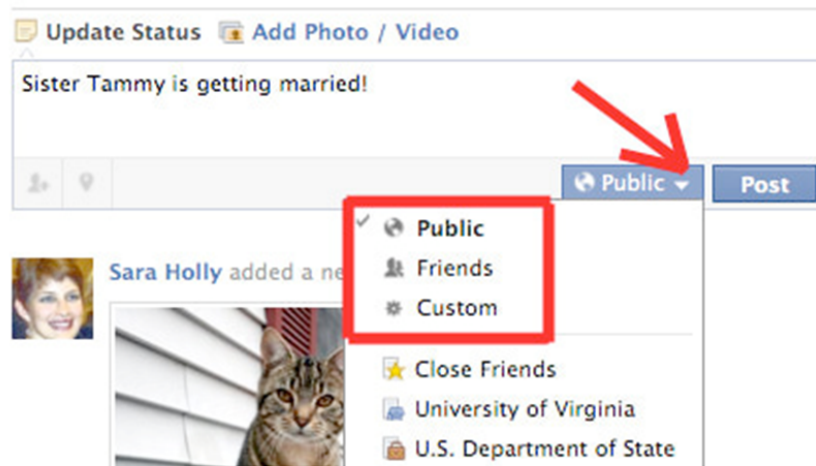 Update Status Add Photo / Video
Sister Tammy is getting married!
Public Post
Public
Sara Holly added a ne
Friends
Custom
Close Friends
University of Virginia
U.S. Department of State